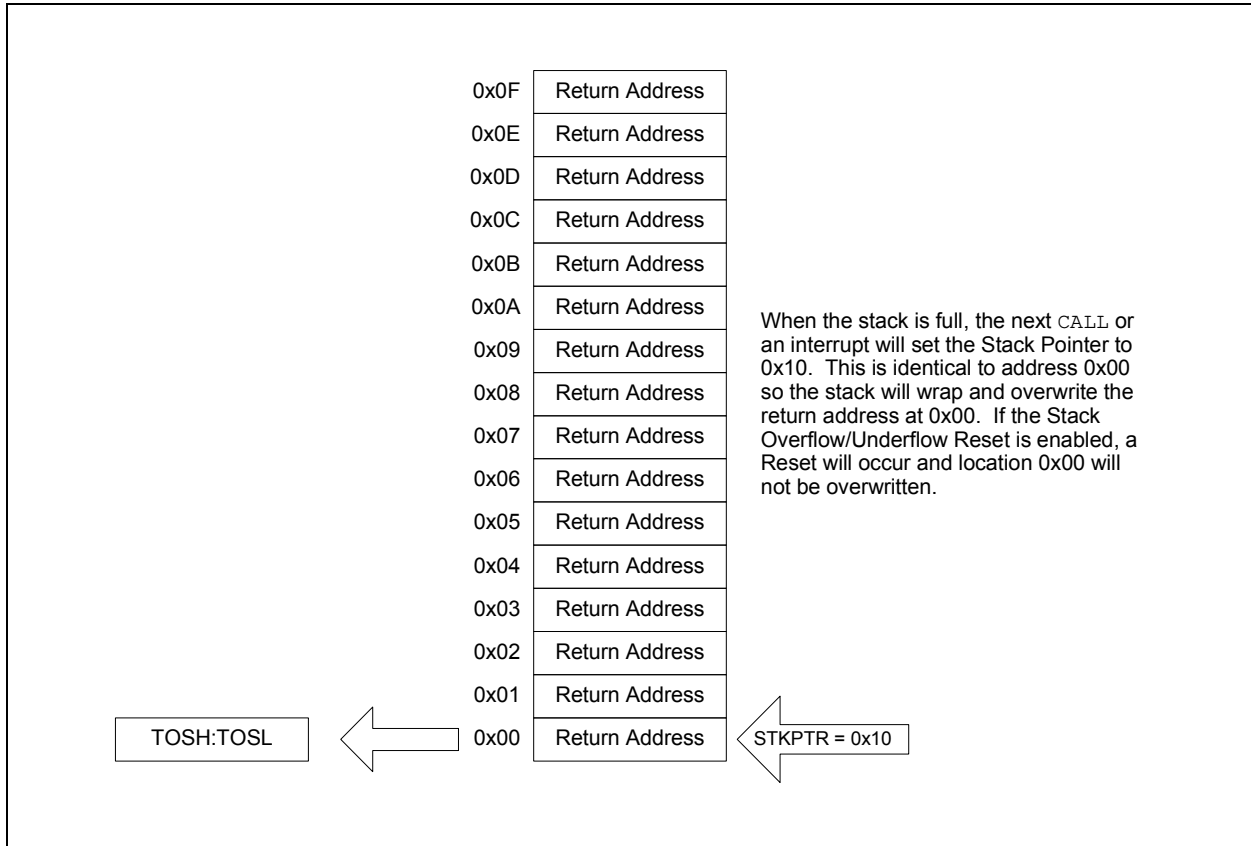 0x0F Return Address
0x0E Return Address
0x0D Return Address
0x0C Return Address
0x0B Return Address
0x0A Return Address
0x09 Return Address
0x08 Return Address
0x07 Return Address
0x06 Return Address
0x05 Return Address
0x04 Return Address
0x03 Return Address
0x02 Return Address
0x01 Return Address
TOSH:TOSL 0x00 Return Address STKPTR = 0x10
When the stack is full, the next CALL or
an interrupt will set the Stack Pointer to
0x10. This is identical to address 0x00
so the stack will wrap and overwrite the
return address at 0x00. If the Stack
Overflow/Underflow Reset is enabled, a
Reset will occur and location 0x00 will
not be overwritten.